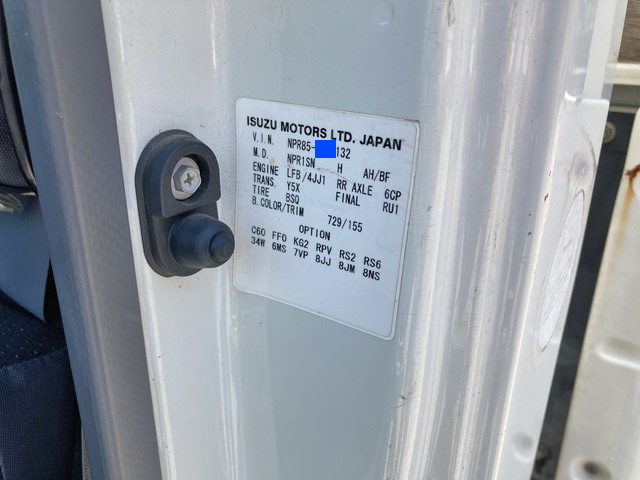 ISUZU MOTORS LTD. JAPAN
V.I.N. NPR85- 132
M.D. NPR1SN H AH/BF
ENGINE LFB/4JJ1 RR AXLE 6CP
TRANS. Y5X FINAL RU1
TIRE BSQ
B.COLOR/TRIM 729/155
OPTION
C60 FFO KG2 RPV RS2 RS6
34W 6MS 7VP 8JJ 8JM 8NS